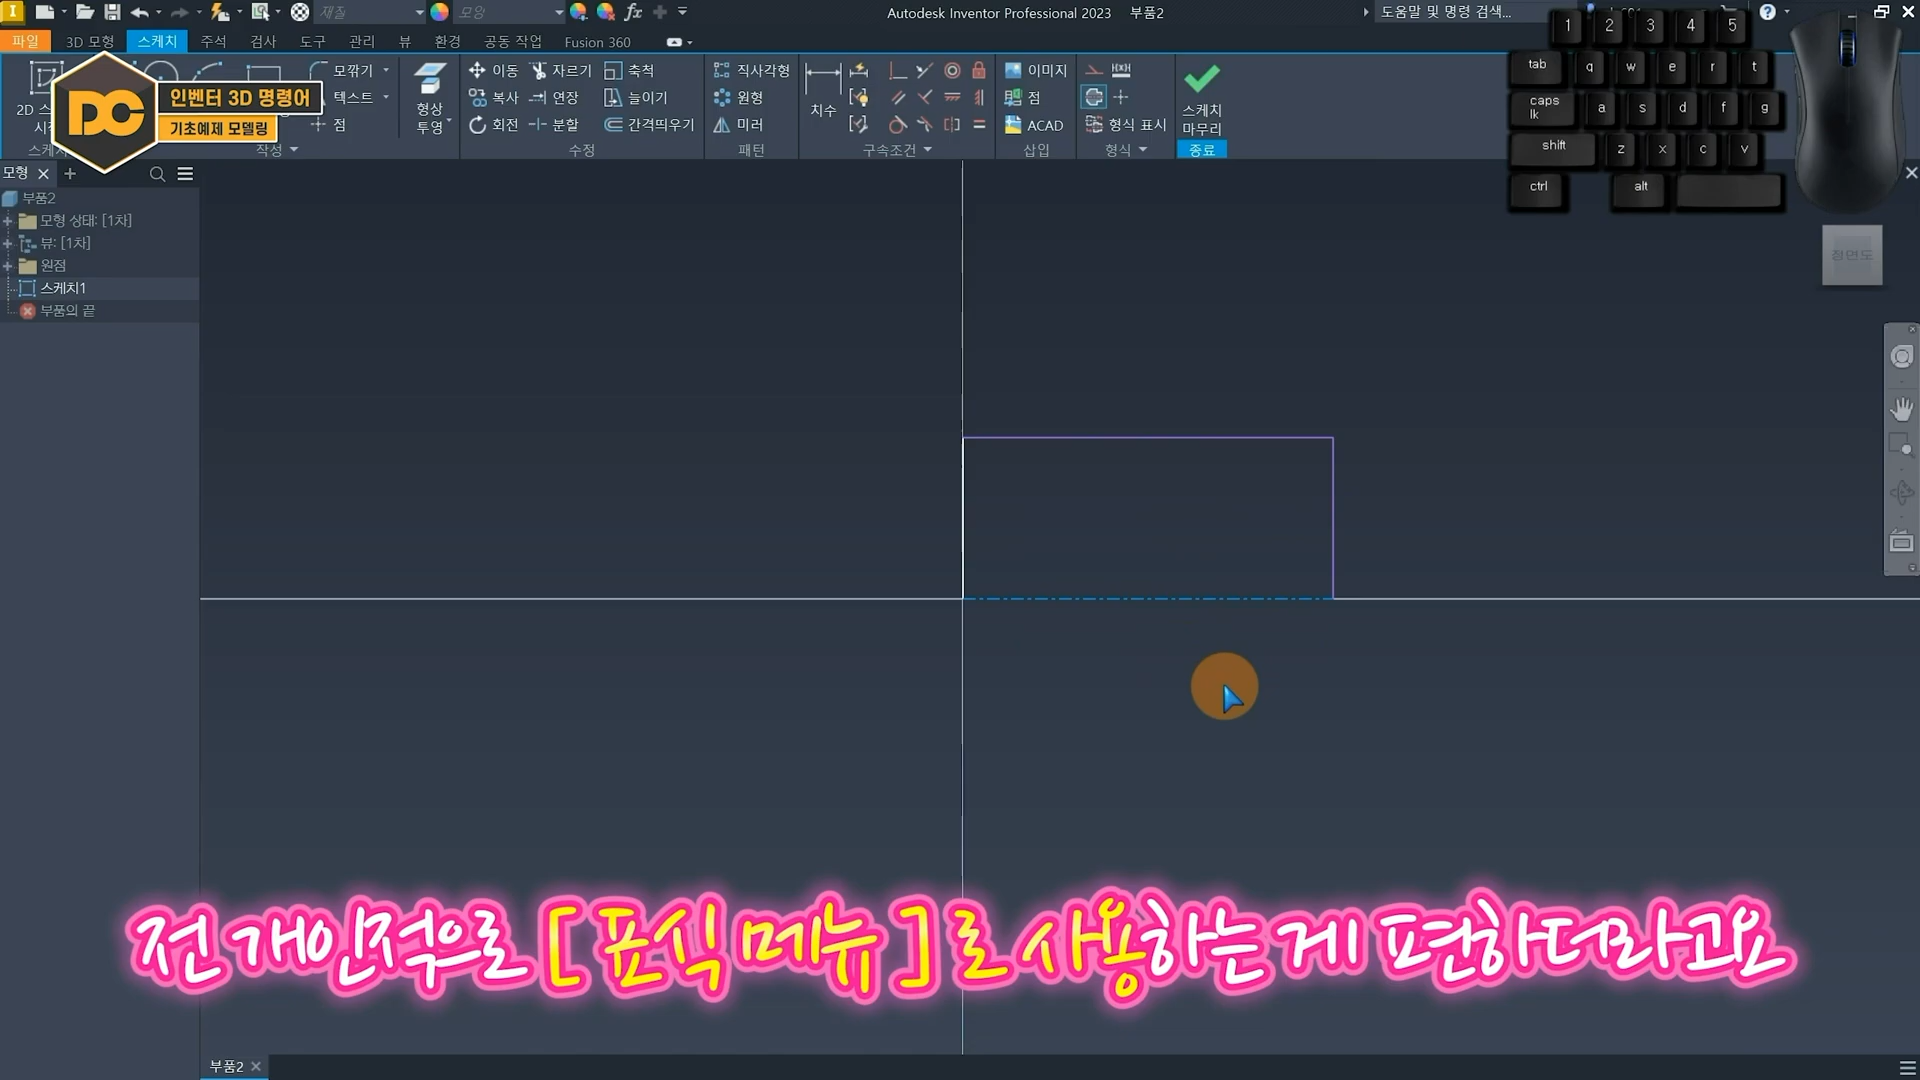 재질
모양
Autodesk Inventor Professional 2023 부품2
도움말 및 명령 검색...
파일 3D 모형 스케치 주석 검사 도구 관리 뷰 환경 공동 작업 Fusion 360
DC
인벤터 3D 명령어
기초예제 모델링
모깎기
텍스트
점
작성
형상
투영
이동 자르기 축척
복사 연장 늘이기
회전 분할 간격띄우기
수정
직사각형
원형
미러
패턴
치수
구속조건
이미지
점
ACAD
삽입
형식 표시
형식
스케치
마무리
종료
1 2 3 4 5
tab q w e r t
caps
lk a s d f g
shift z x c v
ctrl alt
모형
부품2
모형 상태: [1차]
뷰: [1차]
원점
스케치1
부품의 끝
정면도
전 개인적으로 [ 표식 메뉴 ] 로 사용하는 게 편하더라고요
부품2